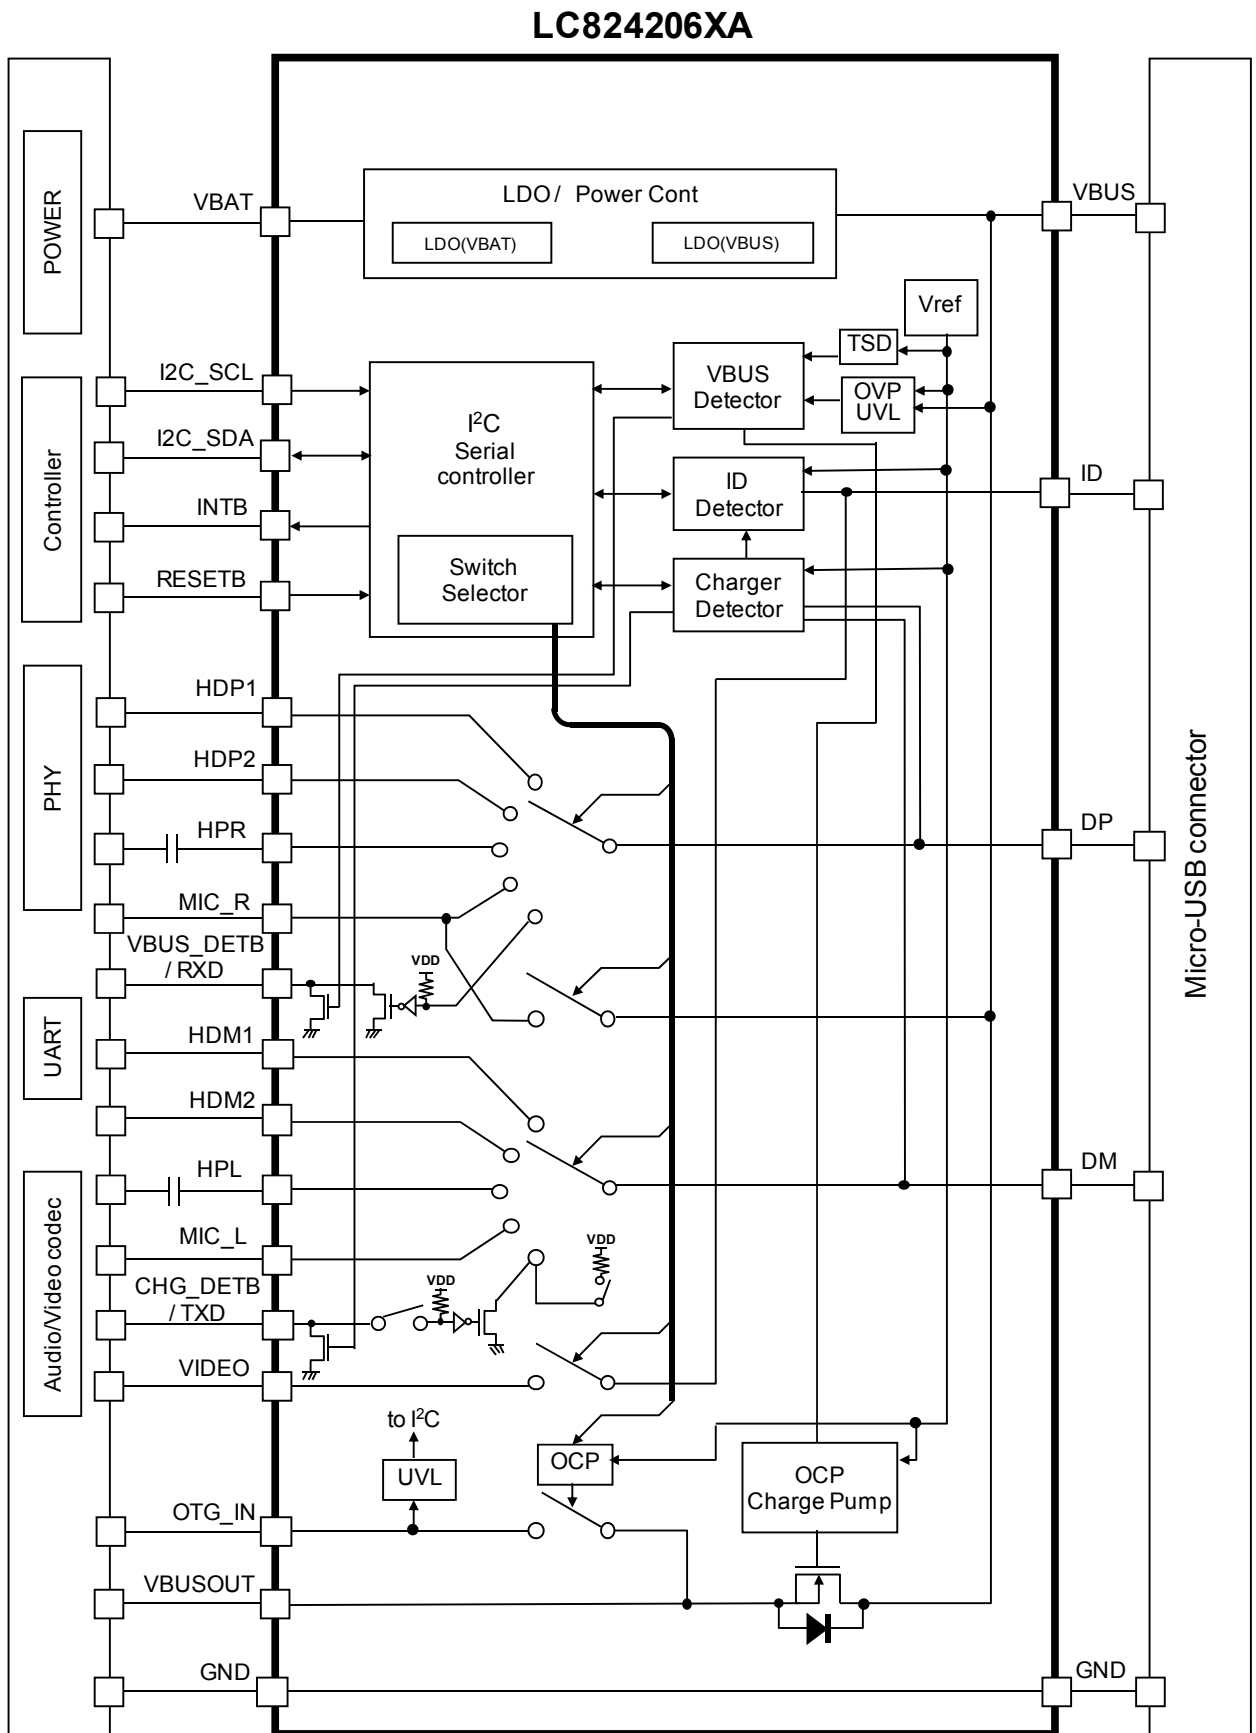 LC824206XA
POWER
VBAT
LDO / Power Cont
LDO(VBAT)
LDO(VBUS)
VBUS
Vref
TSD
OVP
UVL
VBUS
Detector
Controller
I2C_SCL
I2C_SDA
INTB
RESETB
I²C
Serial
controller
Switch
Selector
ID
Detector
ID
Charger
Detector
PHY
HDP1
HDP2
HPR
MIC_R
DP
Micro-USB connector
VBUS_DETB
/ RXD
VDD
UART
HDM1
HDM2
HPL
MIC_L
DM
Audio/Video codec
CHG_DETB
/ TXD
VDD
VDD
VIDEO
to I²C
UVL
OCP
OCP
Charge Pump
OTG_IN
VBUSOUT
GND
GND